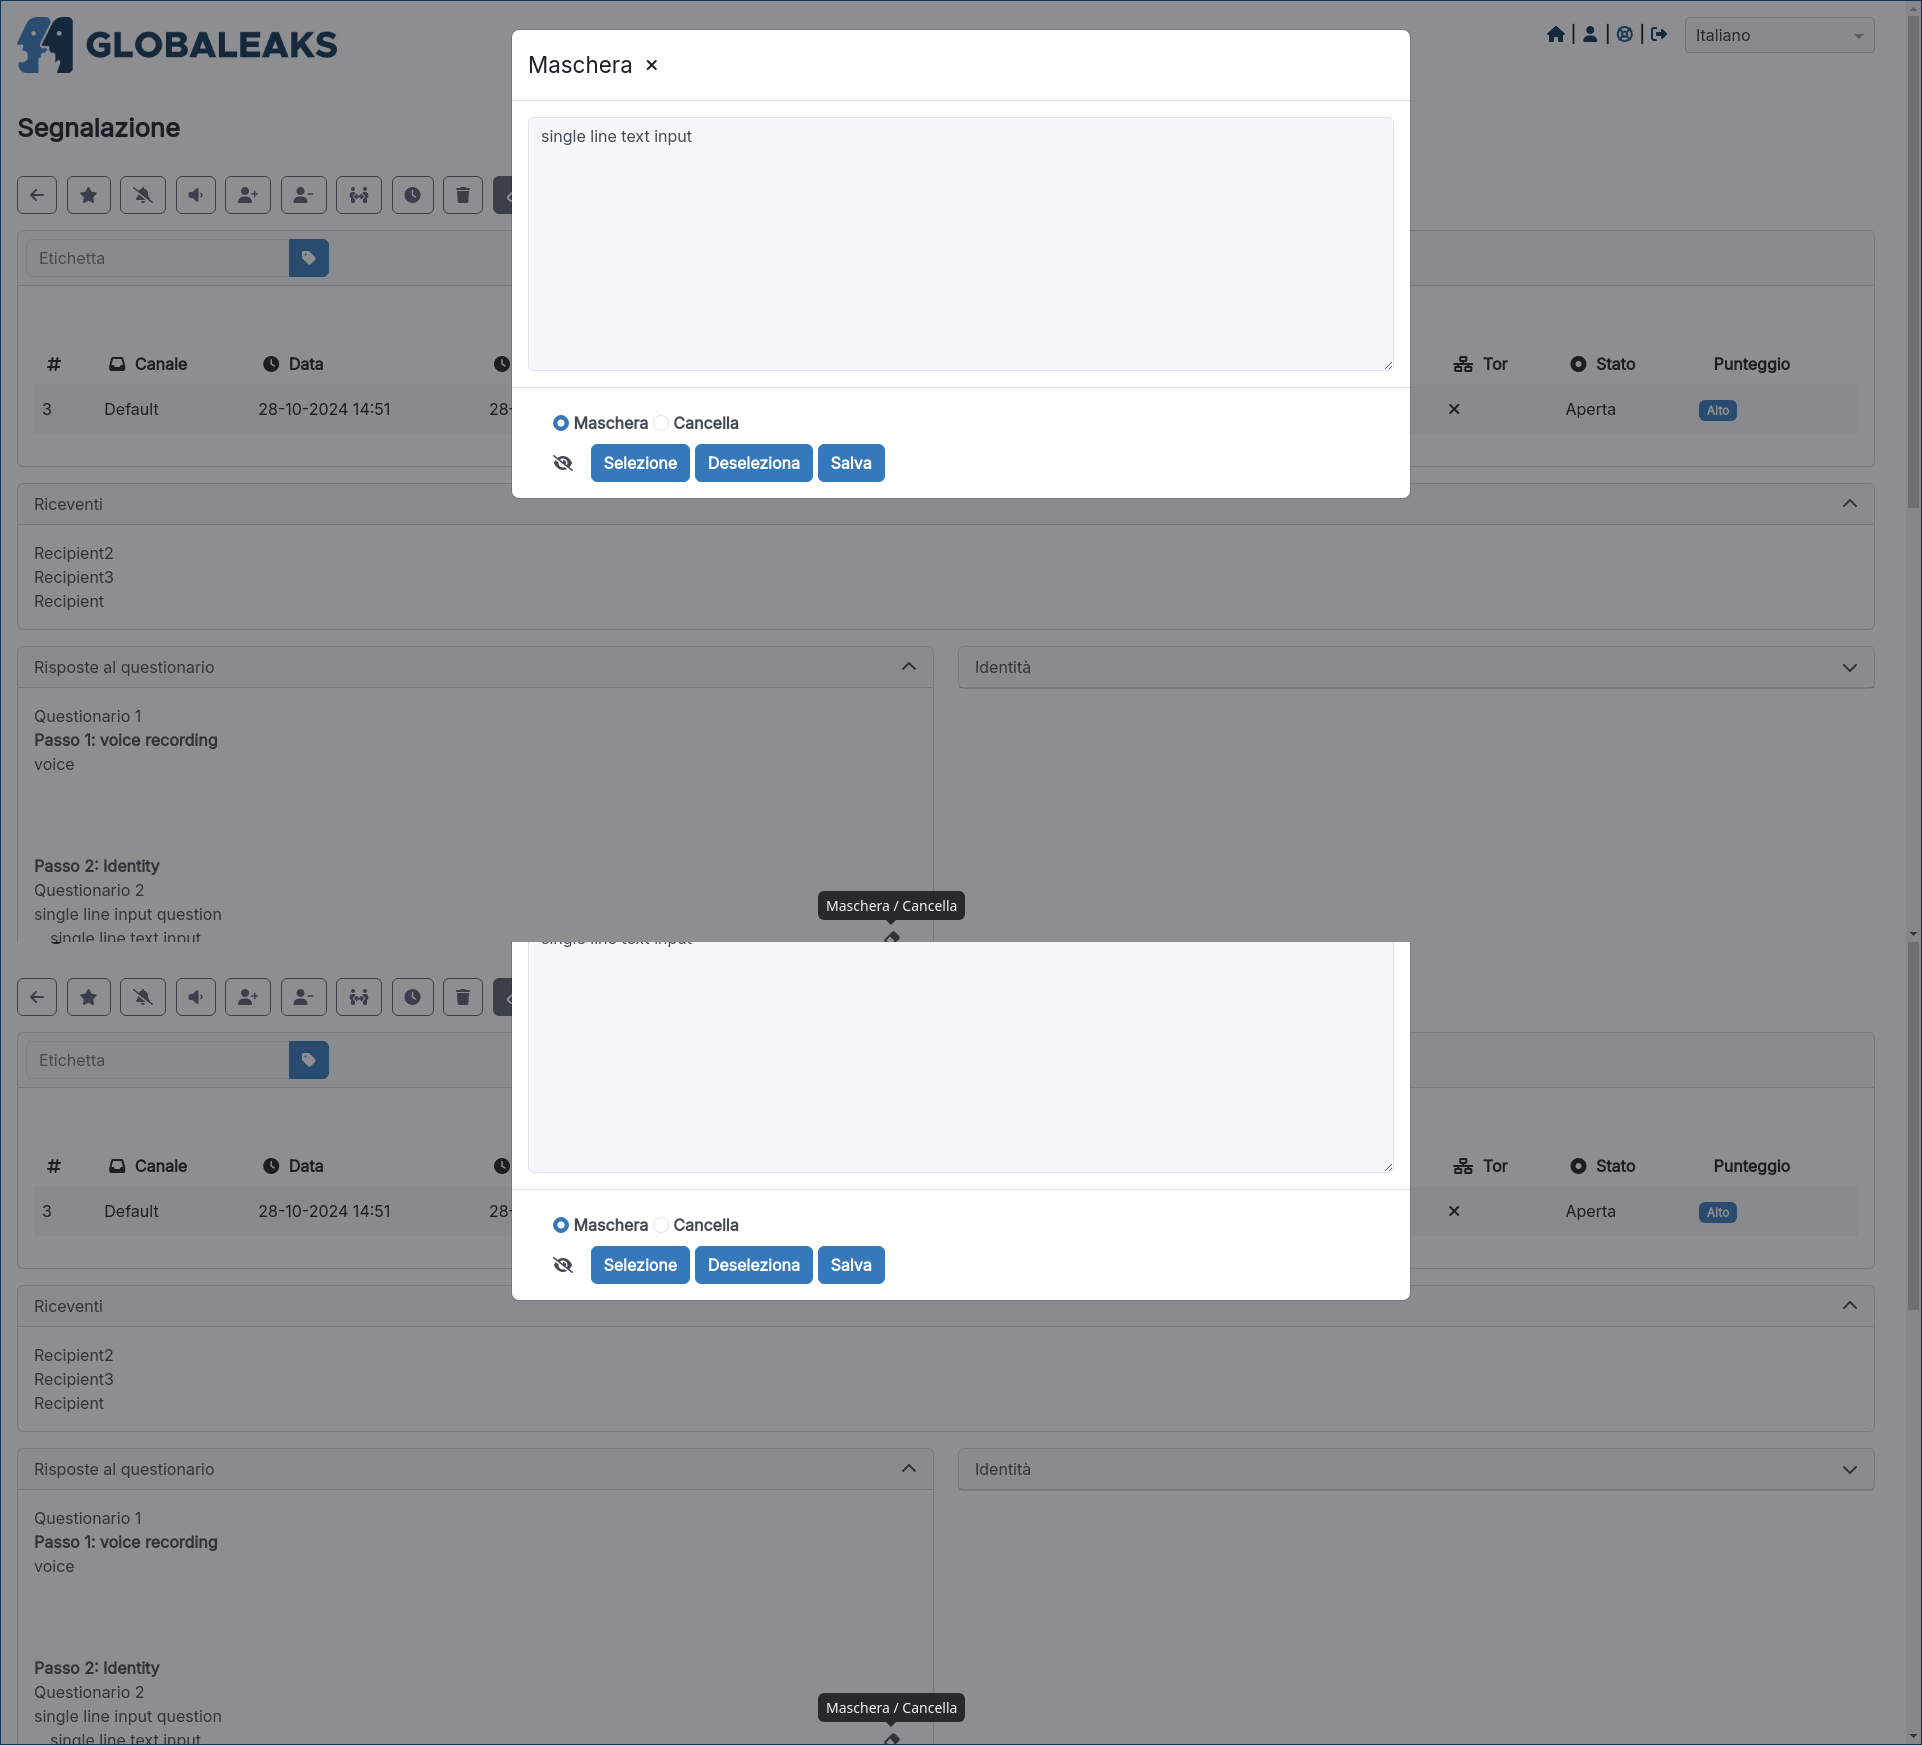 GLOBALEAKS
Italiano
Maschera
single line text input
Segnalazione
Etichetta
# Canale Data Tor Stato Punteggio
3 Default 28-10-2024 14:51 28- Aperta Alto
Maschera Cancella
Selezione Deseleziona Salva
Riceventi
Recipient2
Recipient3
Recipient
Risposte al questionario
Identità
Questionario 1
Passo 1: voice recording
voice
Passo 2: Identity
Questionario 2
single line input question
Maschera / Cancella
single line text input
single line text input
Etichetta
# Canale Data Tor Stato Punteggio
3 Default 28-10-2024 14:51 28- Aperta Alto
Maschera Cancella
Selezione Deseleziona Salva
Riceventi
Recipient2
Recipient3
Recipient
Risposte al questionario
Identità
Questionario 1
Passo 1: voice recording
voice
Passo 2: Identity
Questionario 2
single line input question
Maschera / Cancella
single line text input